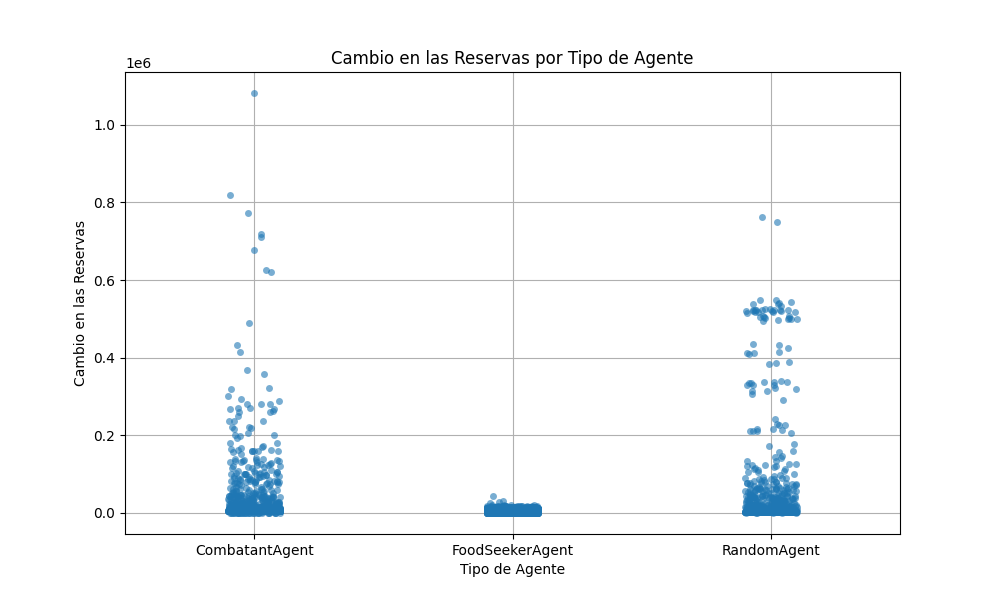 Cambio en las Reservas por Tipo de Agente
1e6
1.0
0.8
0.6
0.4
0.2
0.0
Cambio en las Reservas
CombatantAgent
FoodSeekerAgent
RandomAgent
Tipo de Agente